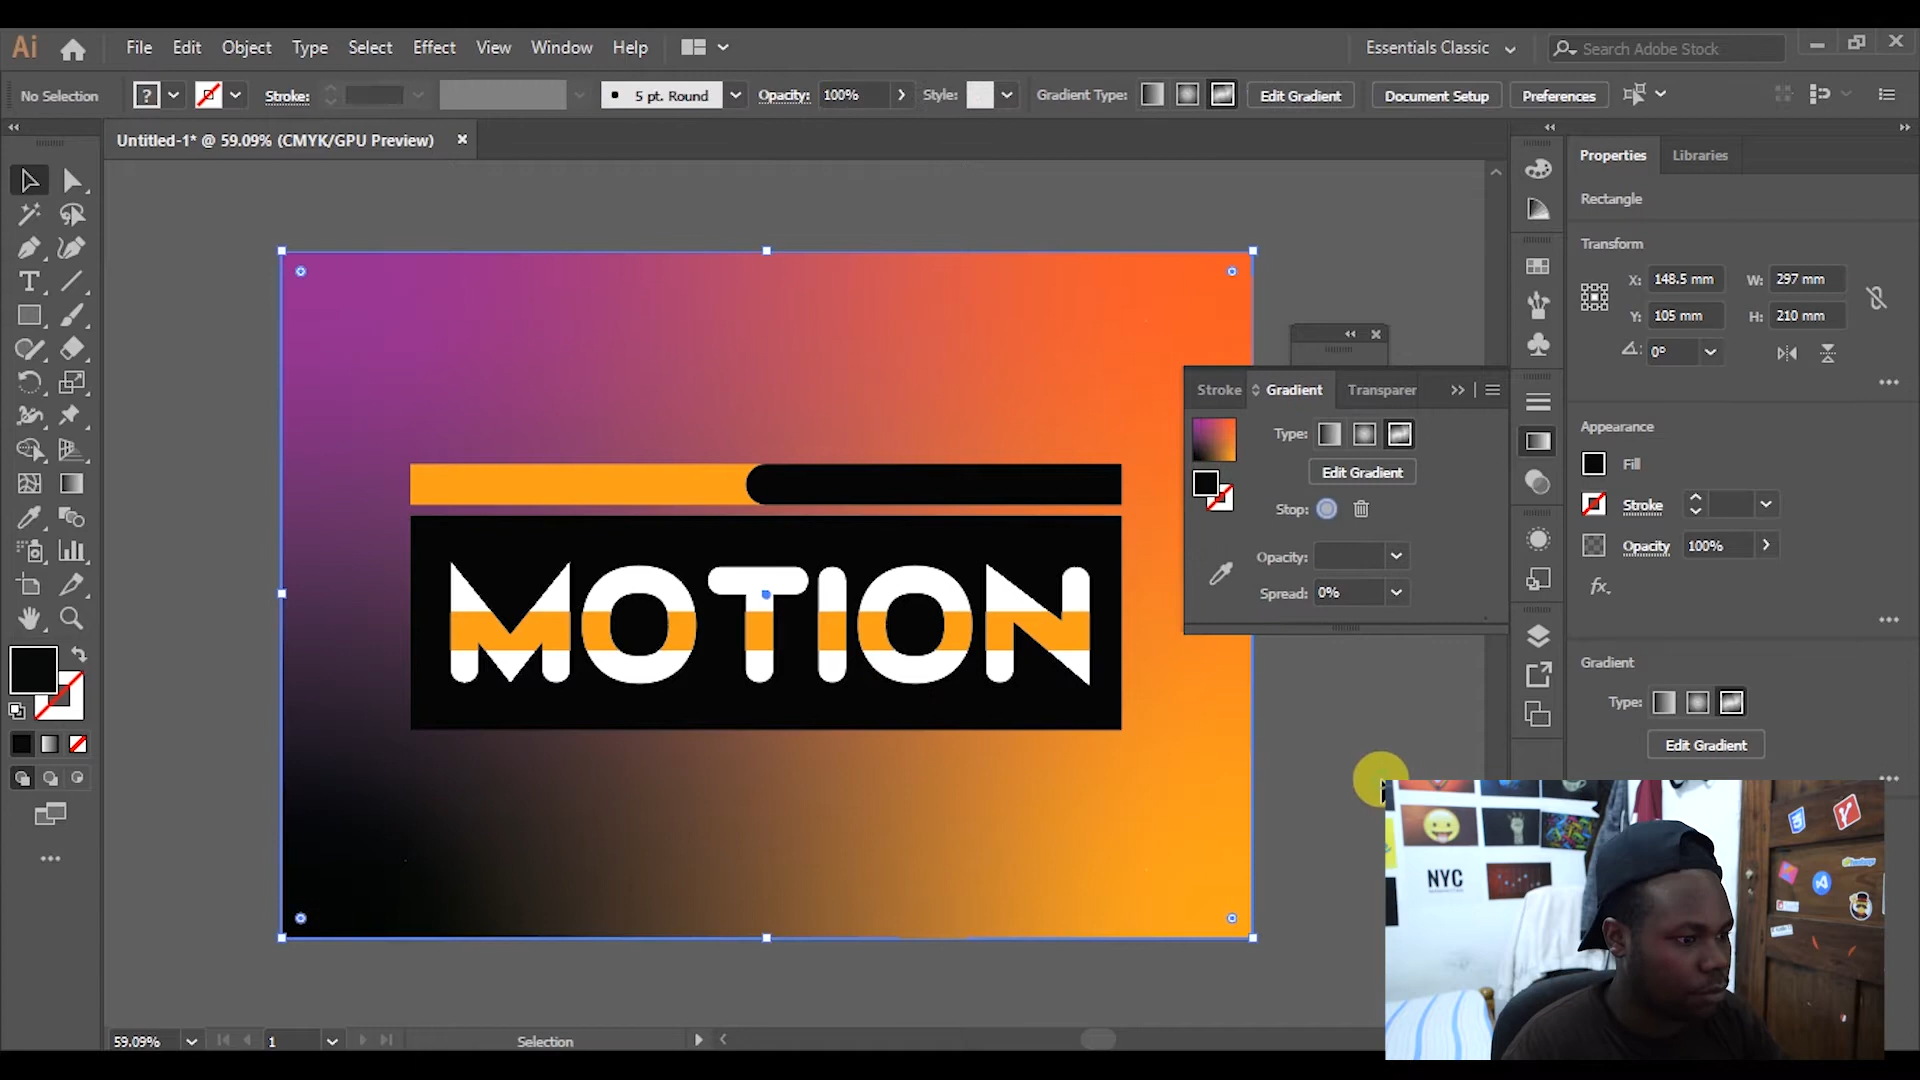 Ai File Edit Object Type Select Effect View Window Help Essentials Classic Search Adobe Stock
No Selection ? Stroke: 5 pt. Round Opacity: 100% Style: Gradient Type: Edit Gradient Document Setup Preferences
Untitled-1* @ 59.09% (CMYK/GPU Preview)
Properties Libraries
Rectangle
Transform
X: 148.5 mm W: 297 mm
Y: 105 mm H: 210 mm
0°
Stroke Gradient Transparer
Type:
Edit Gradient
Stop:
Opacity:
Spread: 0%
Appearance
Fill
Stroke
Opacity 100%
fx.
Gradient
Type:
Edit Gradient
MOTION
NYC
59.09% 1 Selection